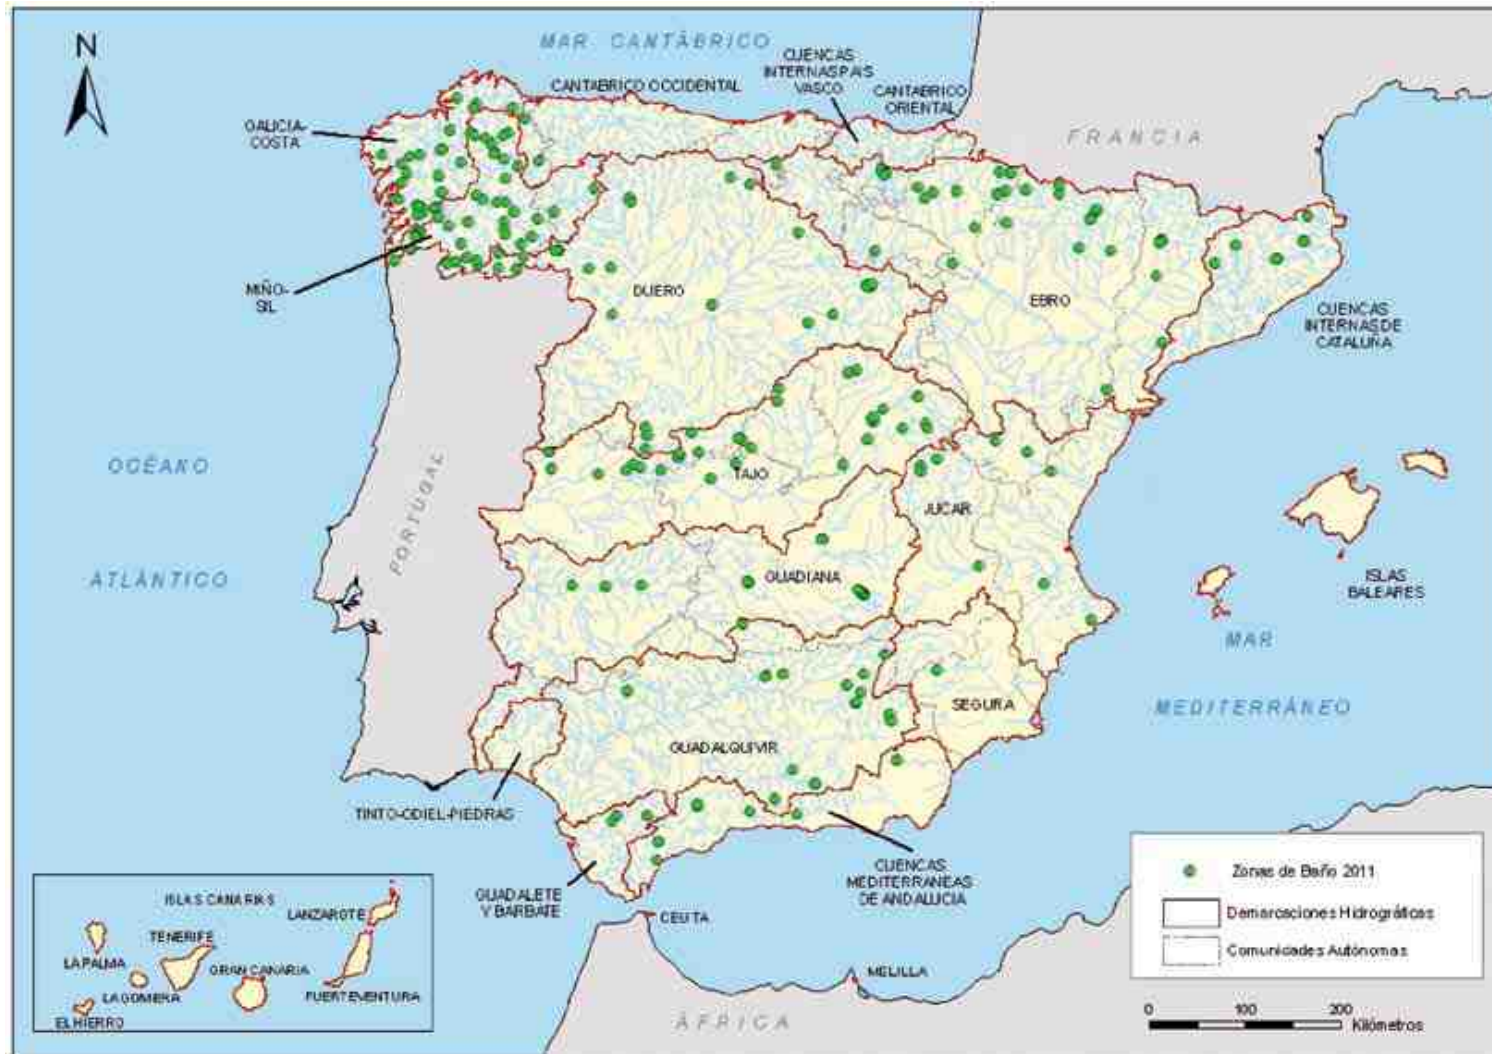 N
MAR CANTÁBRICO
CUENCAS
INTERNAS PAIS
VASCO
CANTABRICO OCCIDENTAL
CANTABRICO
ORIENTAL
GALICIA-
COSTA
FRANCIA
MIÑO-
SIL
DUERO
EBRO
CUENCAS
INTERNAS DE
CATALUÑA
OCÉANO
ATLÁNTICO
PORTUGAL
TAJO
JUCAR
GUADIANA
ISLAS
BALEARES
MAR
MEDITERRÁNEO
SEGURA
GUADALQUIVIR
TINTO-ODIEL-PIEDRAS
GUADALETE
Y BARBATE
CUENCAS
MEDITERRANEAS
DE ANDALUCIA
CEUTA
MELILLA
ÁFRICA
ISLAS CANARIAS
LANZAROTE
TENERIFE
LA PALMA
GRAN CANARIA
LA GOMERA
FUERTEVENTURA
EL HIERRO
Zonas de Baño 2011
Demarcaciones Hidrográficas
Comunidades Autónomas
0 100 200
Kilómetros